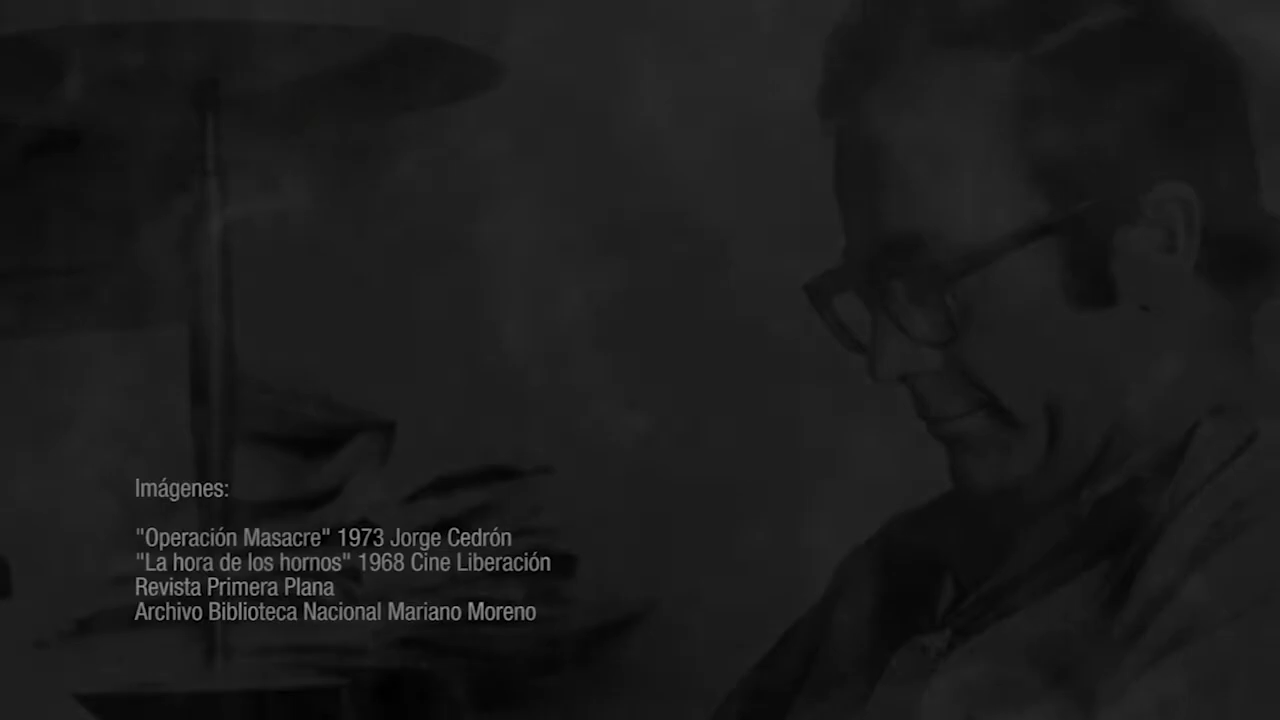 Imágenes:
"Operación Masacre" 1973 Jorge Cedrón
"La hora de los hornos" 1968 Cine Liberación
Revista Primera Plana
Archivo Biblioteca Nacional Mariano Moreno